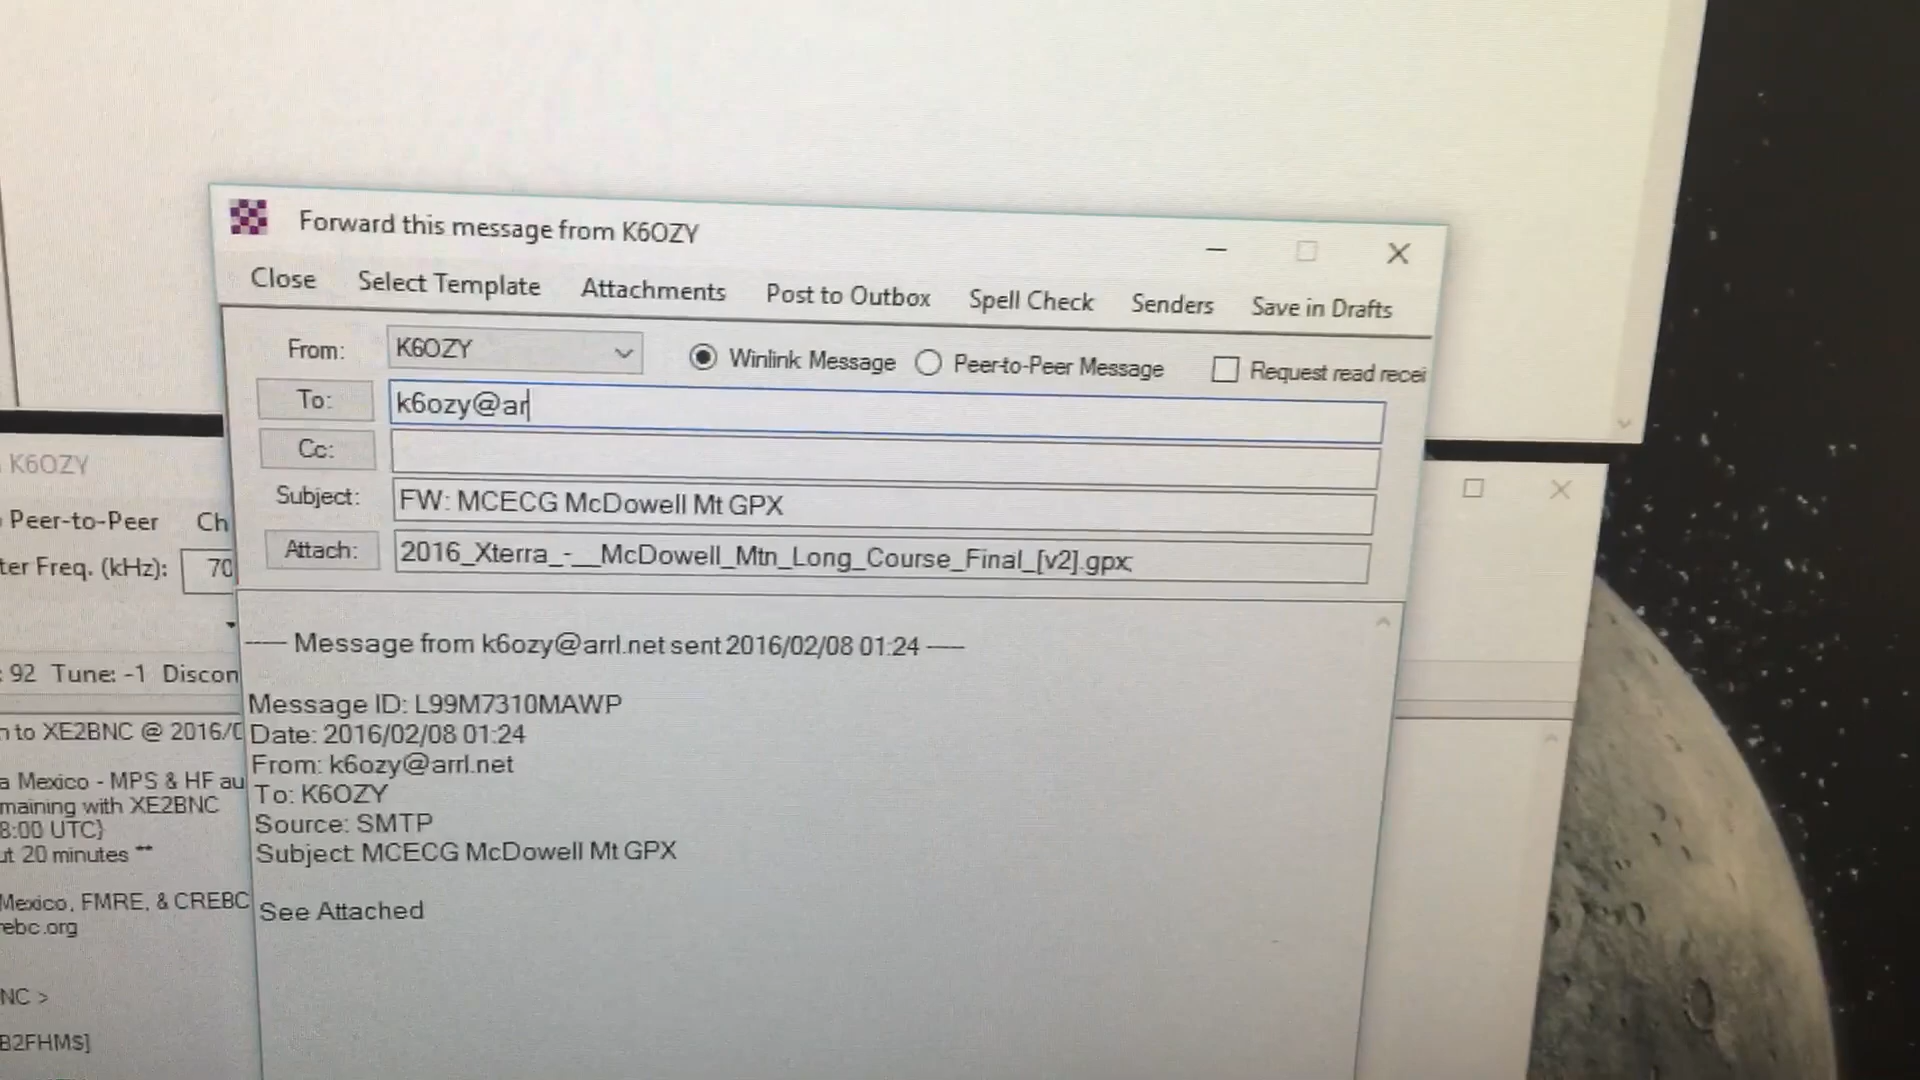 Forward this message from K6OZY
Close Select Template Attachments Post to Outbox Spell Check Senders Save in Drafts
From: K6OZY Winlink Message Peer-to-Peer Message Request read recei
To: k6ozy@ar
Cc:
Subject: FW: MCECG McDowell Mt GPX
Attach: 2016_Xterra_-__McDowell_Mtn_Long_Course_Final_[v2].gpx;
----- Message from k6ozy@arrl.net sent 2016/02/08 01:24 -----
Message ID: L99M7310MAWP
Date: 2016/02/08 01:24
From: k6ozy@arrl.net
To: K6OZY
Source: SMTP
Subject: MCECG McDowell Mt GPX
See Attached
K6OZY
Peer-to-Peer Ch
ter Freq. (kHz): 70
: 92 Tune: -1 Discon
n to XE2BNC @ 2016/0
a Mexico - MPS & HF au
maining with XE2BNC
8:00 UTC}
ut 20 minutes **
Mexico, FMRE, & CREBC
rebc.org
NC >
B2FHM$]